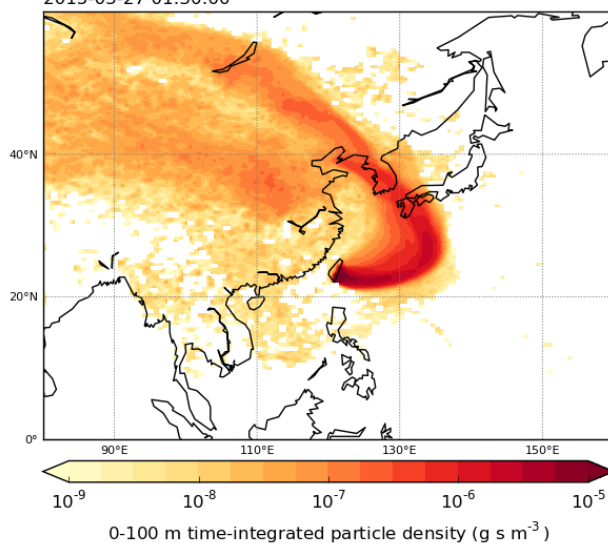 40°N
20°N
0°
90°E
110°E
130°E
150°E
10^-9
10^-8
10^-7
10^-6
10^-5
0-100 m time-integrated particle density (g s m^-3)